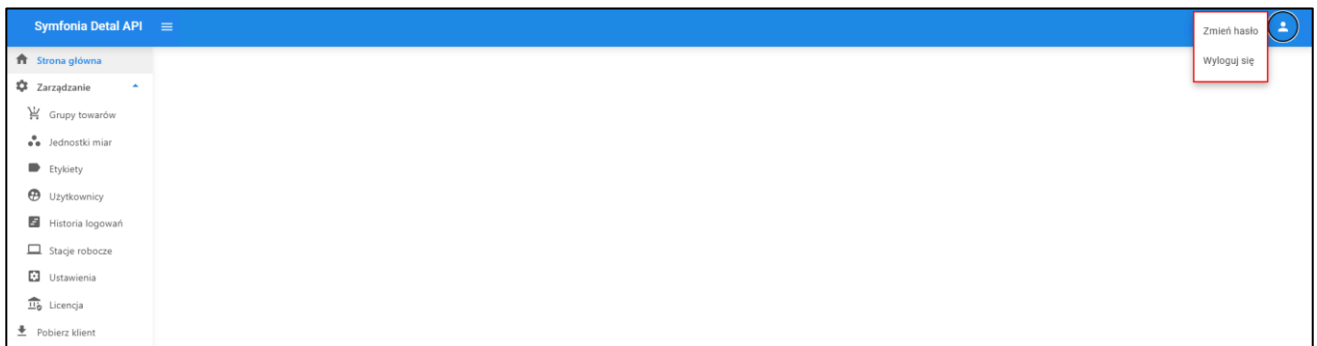 Symfonia Detal API
Zmień hasło
Wyloguj się
Strona główna
Zarządzanie
Grupy towarów
Jednostki miar
Etykiety
Użytkownicy
Historia logowań
Stacje robocze
Ustawienia
Licencja
Pobierz klient